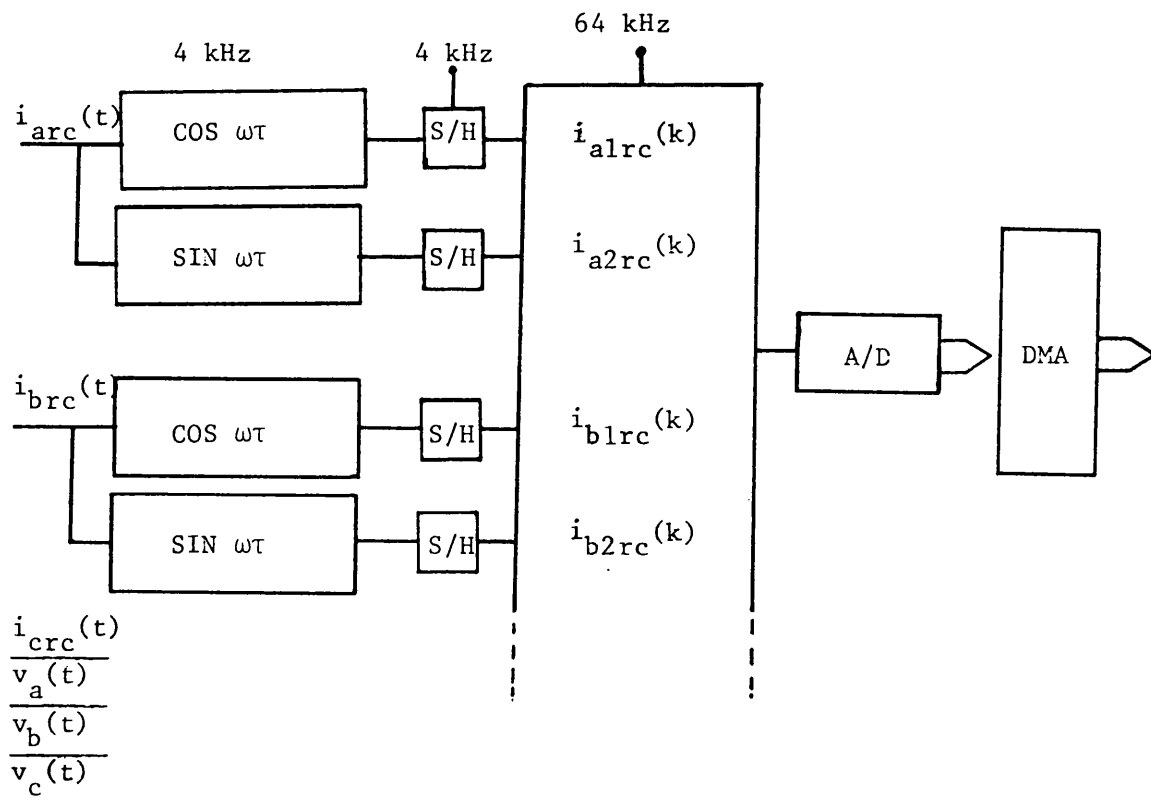 64 kHz
4 kHz
4 kHz
i_arc(t)
COS ωτ
S/H
i_a1rc(k)
SIN ωτ
S/H
i_a2rc(k)
A/D
DMA
i_brc(t)
COS ωτ
S/H
i_b1rc(k)
SIN ωτ
S/H
i_b2rc(k)
i_crc(t)
v_a(t)
v_b(t)
v_c(t)